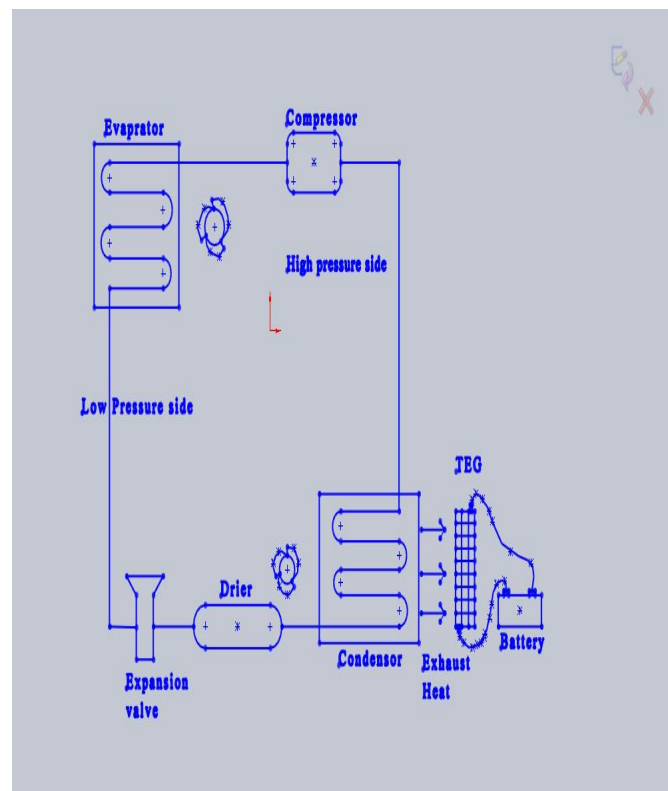 Evaprator
Compressor
High pressure side
Low Pressure side
TEG
Drier
Condensor
Exhaust
Heat
Battery
Expansion
valve